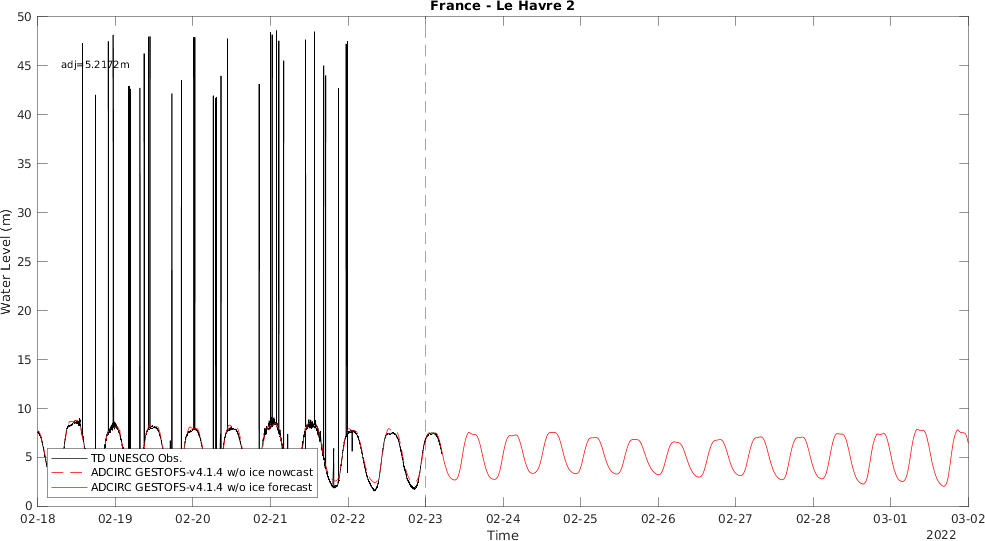 France - Le Havre 2
50
45
40
35
30
25
20
15
10
5
0
Water Level (m)
adj=5.2172m
TD UNESCO Obs.
ADCIRC GESTOFS-v4.1.4 w/o ice nowcast
ADCIRC GESTOFS-v4.1.4 w/o ice forecast
02-18 02-19 02-20 02-21 02-22 02-23 02-24 02-25 02-26 02-27 02-28 03-01 03-02
Time
2022